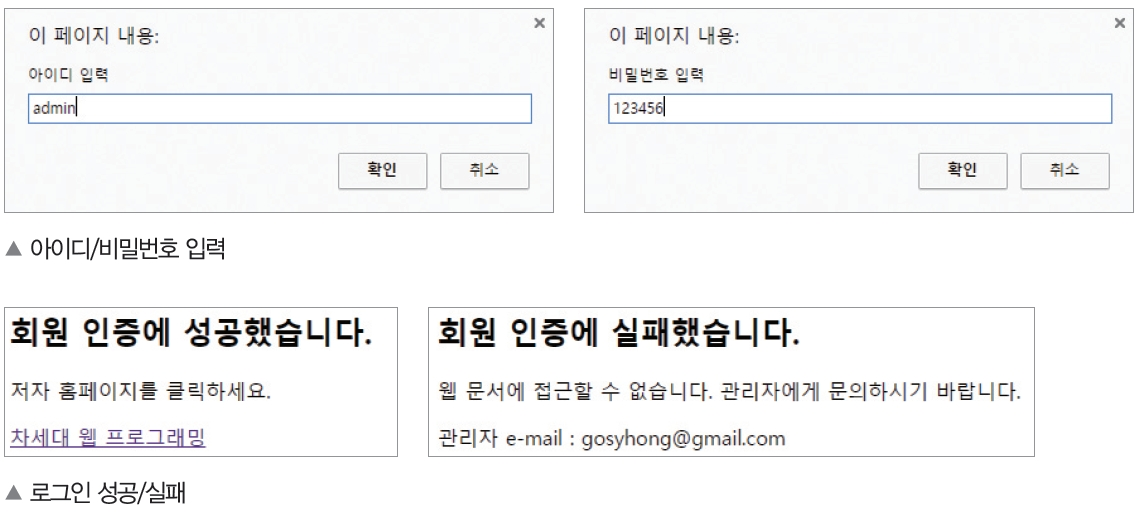 이 페이지 내용:
아이디 입력
admin
확인 취소
이 페이지 내용:
비밀번호 입력
123456
확인 취소
▲ 아이디/비밀번호 입력
회원 인증에 성공했습니다.
저자 홈페이지를 클릭하세요.
차세대 웹 프로그래밍
회원 인증에 실패했습니다.
웹 문서에 접근할 수 없습니다. 관리자에게 문의하시기 바랍니다.
관리자 e-mail : gosyhong@gmail.com
▲ 로그인 성공/실패